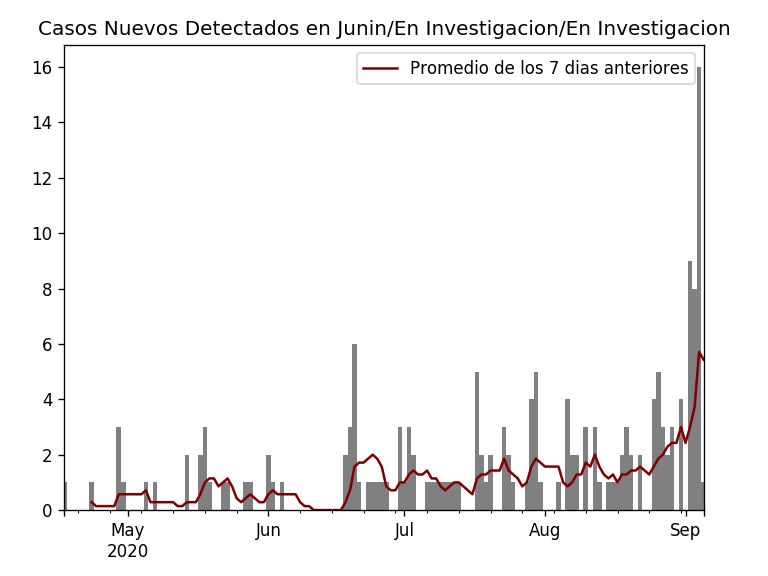 Casos Nuevos Detectados en Junin/En Investigacion/En Investigacion
Promedio de los 7 dias anteriores
16
14
12
10
8
6
4
2
0
May
2020
Jun
Jul
Aug
Sep